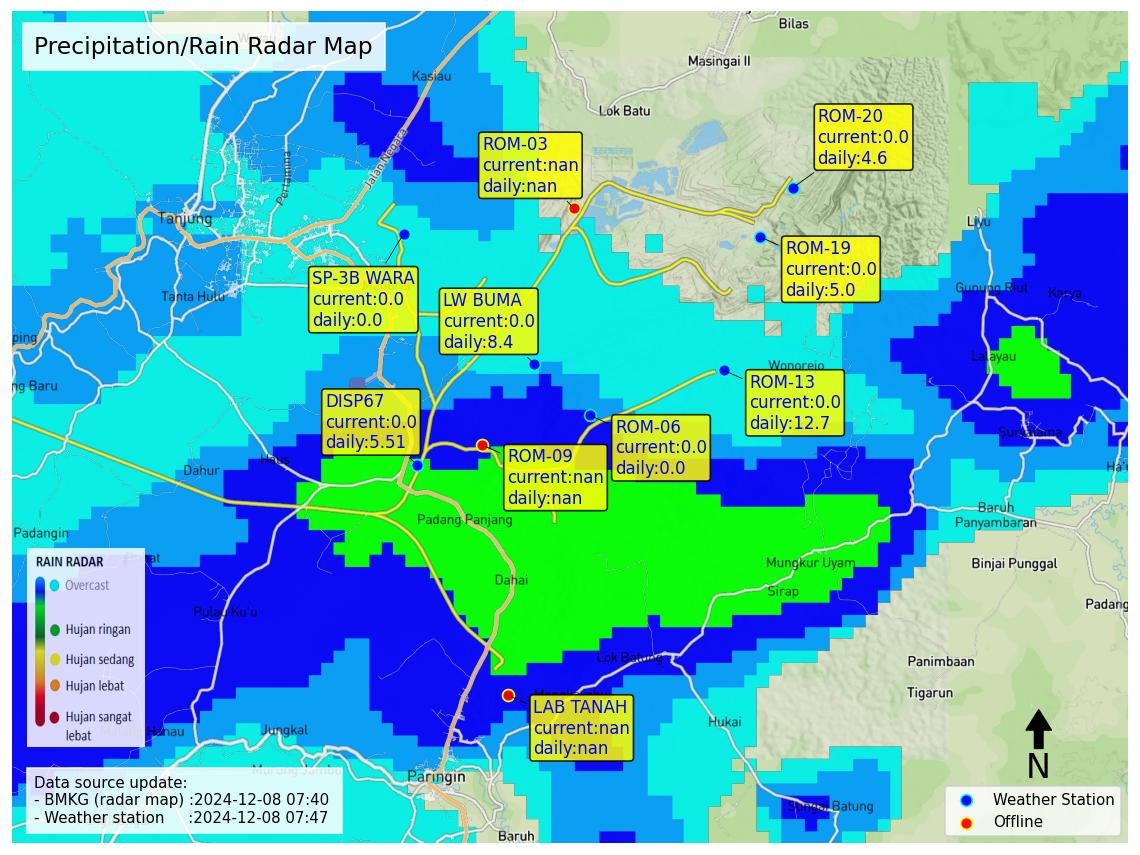 Precipitation/Rain Radar Map
Bilas
Masingai II
Kasiau
Lok Batu
ROM-20
current:0.0
daily:4.6
ROM-03
current:nan
daily:nan
Jalan Negara
Pertamina
Tanjung
Liyu
ROM-19
current:0.0
daily:5.0
SP-3B WARA
current:0.0
daily:0.0
LW BUMA
current:0.0
daily:8.4
Tanta Hulu
Gunung Riut
Karya
ping
Lalayau
Wonorejo
ng Baru
ROM-13
current:0.0
daily:12.7
DISP67
current:0.0
daily:5.51
ROM-06
current:0.0
daily:0.0
Suryatama
ROM-09
current:nan
daily:nan
Haus
Dahur
Baruh
Panyambaran
Padang Panjang
Padangin
Binjai Punggal
Mungkur Uyam
Dahai
Sirap
Padang
Pulau Ku'u
RAIN RADAR
Overcast
Hujan ringan
Hujan sedang
Hujan lebat
Hujan sangat
lebat
Lok Batung
Panimbaan
Tigarun
LAB TANAH
current:nan
daily:nan
Hukai
Jungkal
Hanau
Murung Jambu
Paringin
Sungai Batung
Baruh
N
Data source update:
- BMKG (radar map) :2024-12-08 07:40
- Weather station :2024-12-08 07:47
Weather Station
Offline